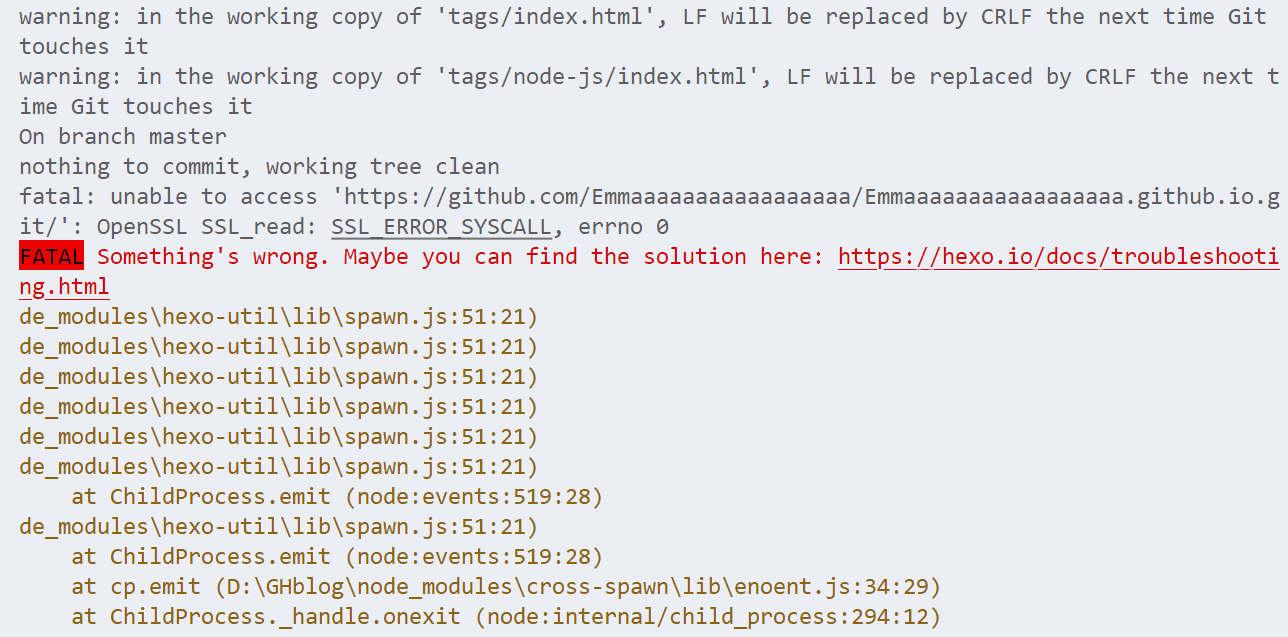 warning: in the working copy of 'tags/index.html', LF will be replaced by CRLF the next time Git
touches it
warning: in the working copy of 'tags/node-js/index.html', LF will be replaced by CRLF the next t
ime Git touches it
On branch master
nothing to commit, working tree clean
fatal: unable to access 'https://github.com/Emmaaaaaaaaaaaaaaaaa/Emmaaaaaaaaaaaaaaaaa.github.io.g
it/': OpenSSL SSL_read: SSL_ERROR_SYSCALL, errno 0
FATAL Something's wrong. Maybe you can find the solution here: https://hexo.io/docs/troubleshooti
ng.html
de_modules\hexo-util\lib\spawn.js:51:21)
de_modules\hexo-util\lib\spawn.js:51:21)
de_modules\hexo-util\lib\spawn.js:51:21)
de_modules\hexo-util\lib\spawn.js:51:21)
de_modules\hexo-util\lib\spawn.js:51:21)
de_modules\hexo-util\lib\spawn.js:51:21)
    at ChildProcess.emit (node:events:519:28)
de_modules\hexo-util\lib\spawn.js:51:21)
    at ChildProcess.emit (node:events:519:28)
    at cp.emit (D:\GHblog\node_modules\cross-spawn\lib\enoent.js:34:29)
    at ChildProcess._handle.onexit (node:internal/child_process:294:12)